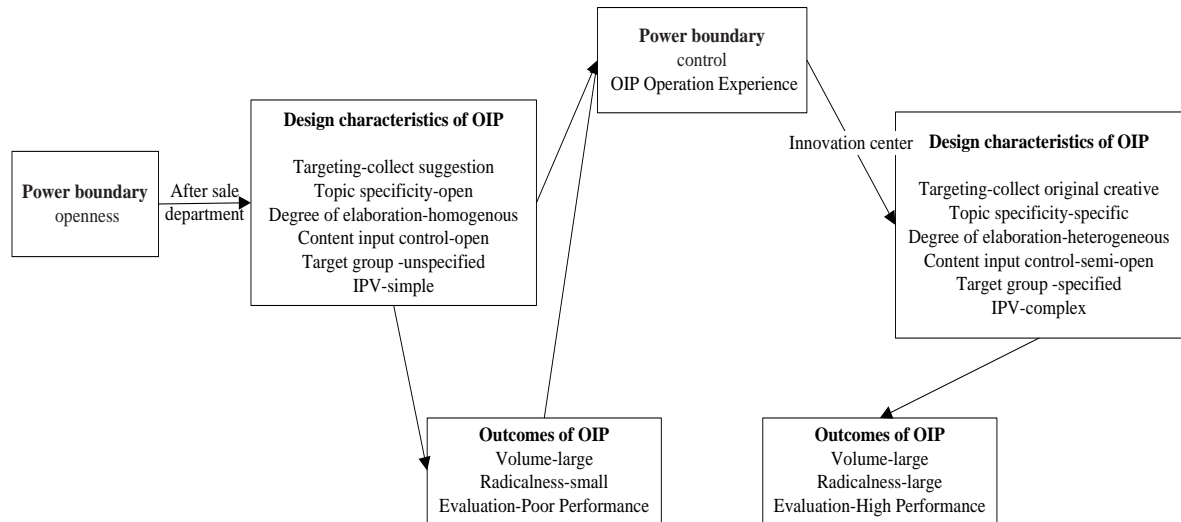 Power boundary
openness
After sale
department
Design characteristics of OIP
Targeting-collect suggestion
Topic specificity-open
Degree of elaboration-homogenous
Content input control-open
Target group -unspecified
IPV-simple
Outcomes of OIP
Volume-large
Radicalness-small
Evaluation-Poor Performance
Power boundary
control
OIP Operation Experience
Innovation center
Design characteristics of OIP
Targeting-collect original creative
Topic specificity-specific
Degree of elaboration-heterogeneous
Content input control-semi-open
Target group -specified
IPV-complex
Outcomes of OIP
Volume-large
Radicalness-large
Evaluation-High Performance